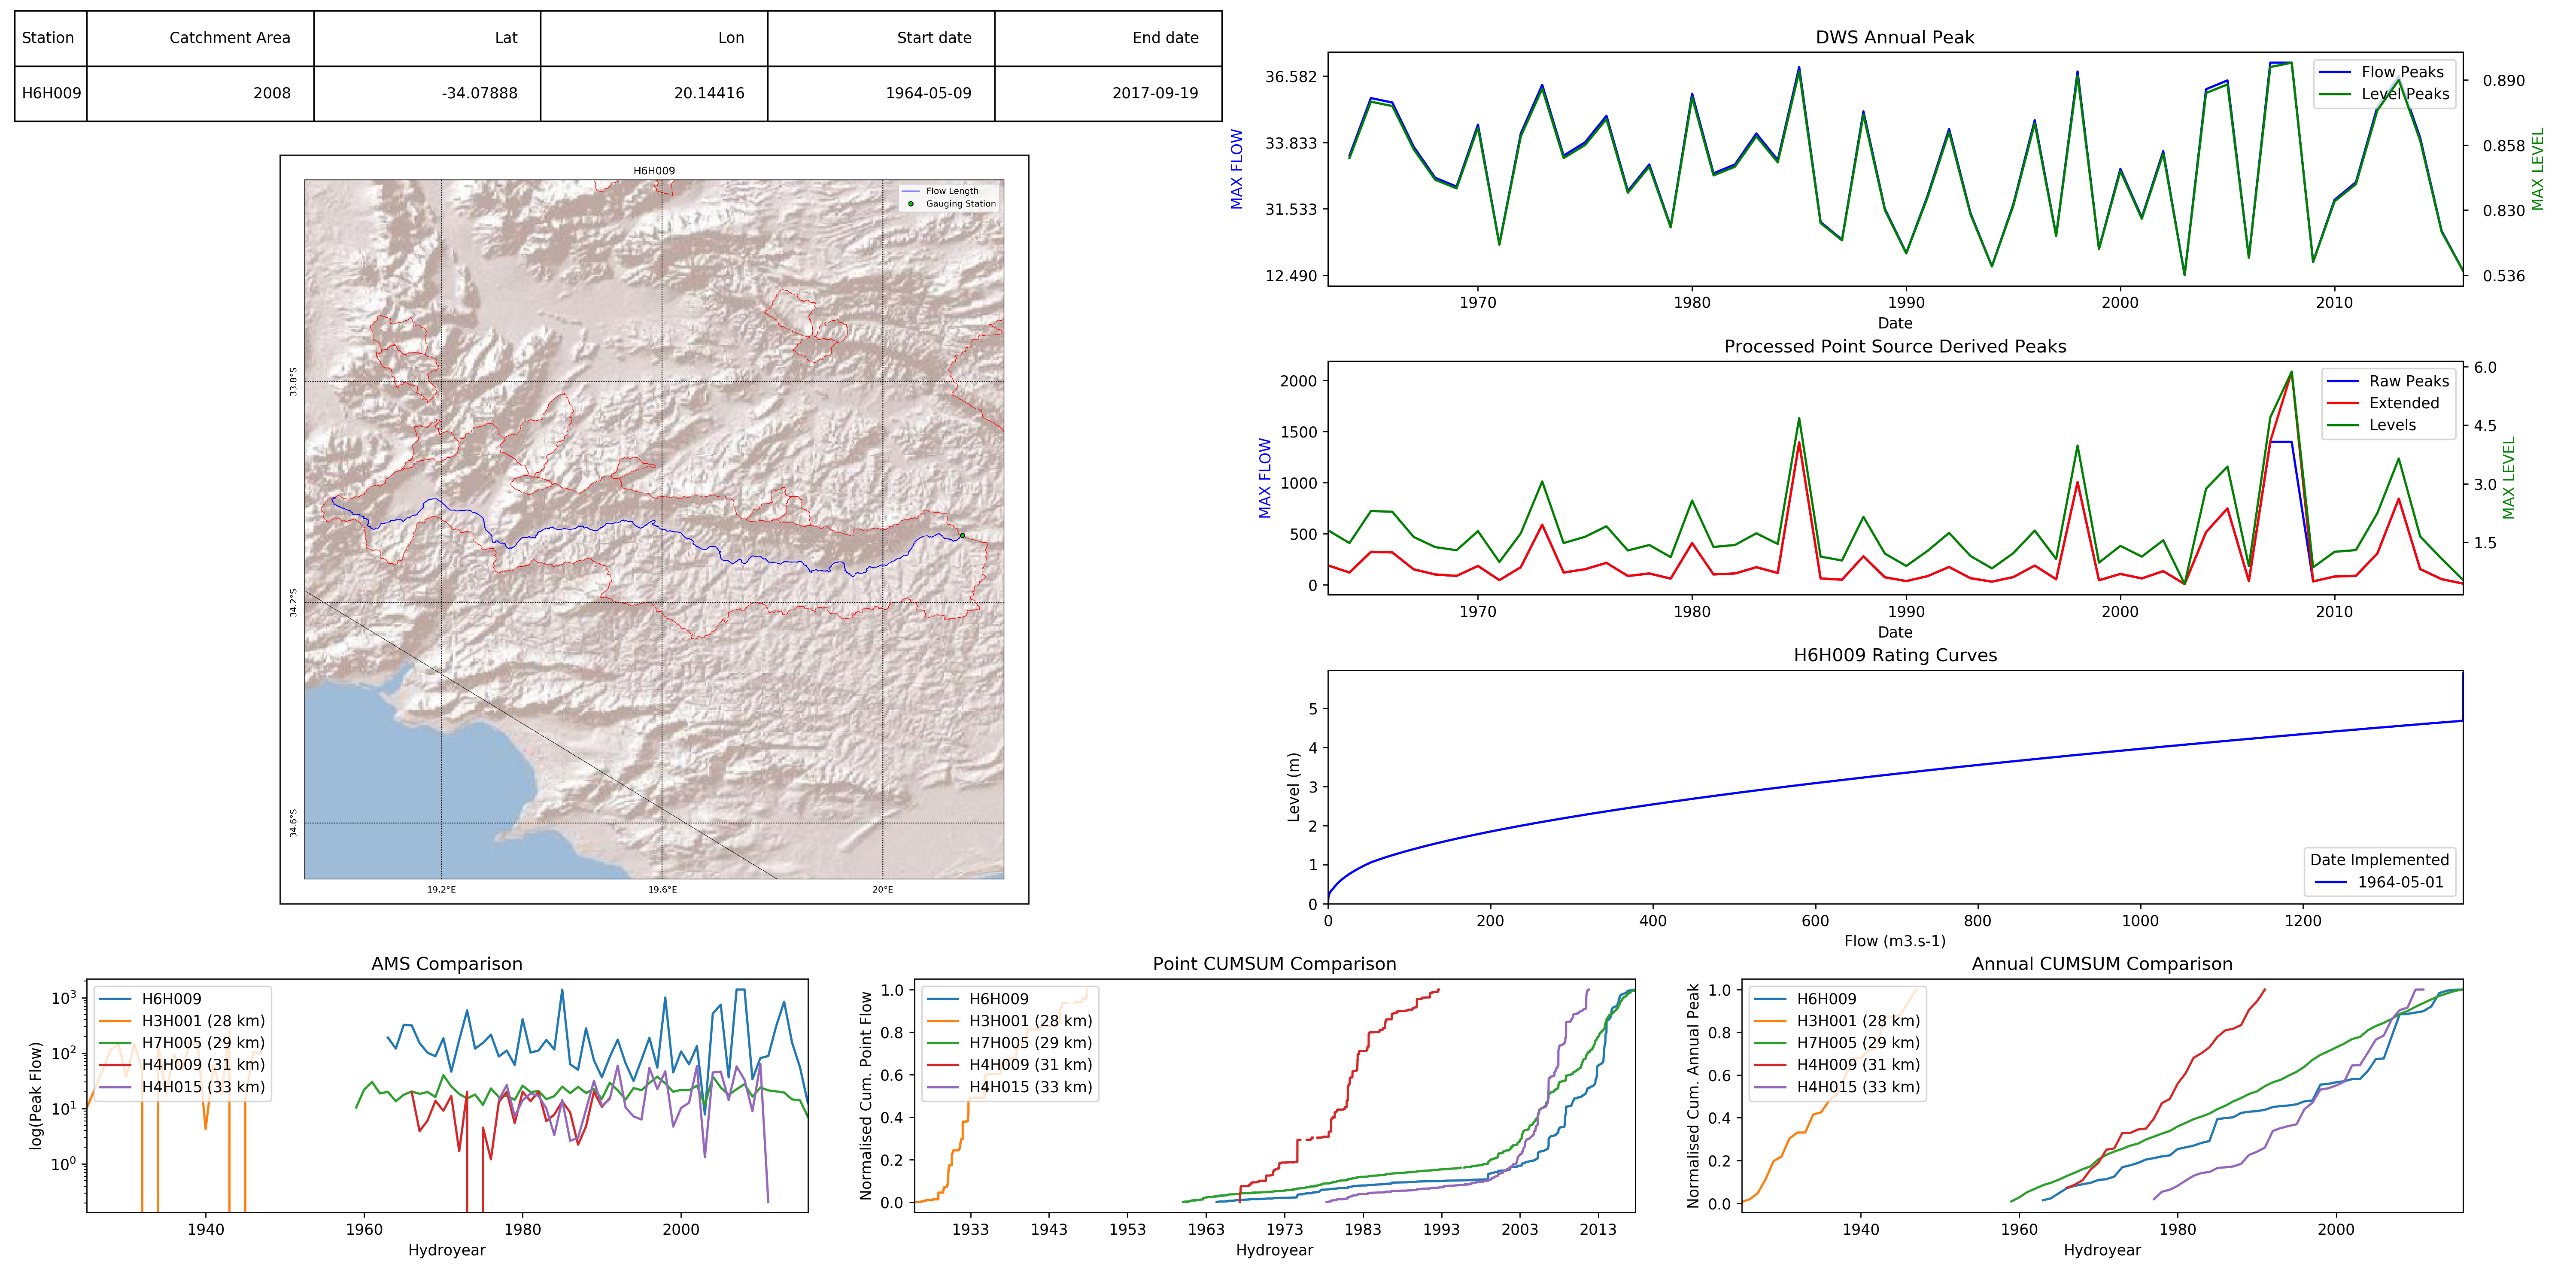 Station Catchment Area Lat Lon Start date End date
H6H009 2008 -34.07888 20.14416 1964-05-09 2017-09-19
H6H009
Flow Length
Gauging Station
33.8°S
34.2°S
34.6°S
19.2°E 19.6°E 20°E
DWS Annual Peak
MAX FLOW
36.582
33.833
31.533
12.490
Flow Peaks
Level Peaks
0.890
0.858
0.830
0.536
MAX LEVEL
1970 1980 1990 2000 2010
Date
Processed Point Source Derived Peaks
MAX FLOW
2000
1500
1000
500
0
Raw Peaks
Extended
Levels
6.0
4.5
3.0
1.5
MAX LEVEL
1970 1980 1990 2000 2010
Date
H6H009 Rating Curves
Level (m)
5
4
3
2
1
0
Date Implemented
1964-05-01
0 200 400 600 800 1000 1200
Flow (m3.s-1)
AMS Comparison
log(Peak Flow)
10³
10²
10¹
10⁰
H6H009
H3H001 (28 km)
H7H005 (29 km)
H4H009 (31 km)
H4H015 (33 km)
1940 1960 1980 2000
Hydroyear
Point CUMSUM Comparison
Normalised Cum. Point Flow
1.0
0.8
0.6
0.4
0.2
0.0
H6H009
H3H001 (28 km)
H7H005 (29 km)
H4H009 (31 km)
H4H015 (33 km)
1933 1943 1953 1963 1973 1983 1993 2003 2013
Hydroyear
Annual CUMSUM Comparison
Normalised Cum. Annual Peak
1.0
0.8
0.6
0.4
0.2
0.0
H6H009
H3H001 (28 km)
H7H005 (29 km)
H4H009 (31 km)
H4H015 (33 km)
1940 1960 1980 2000
Hydroyear